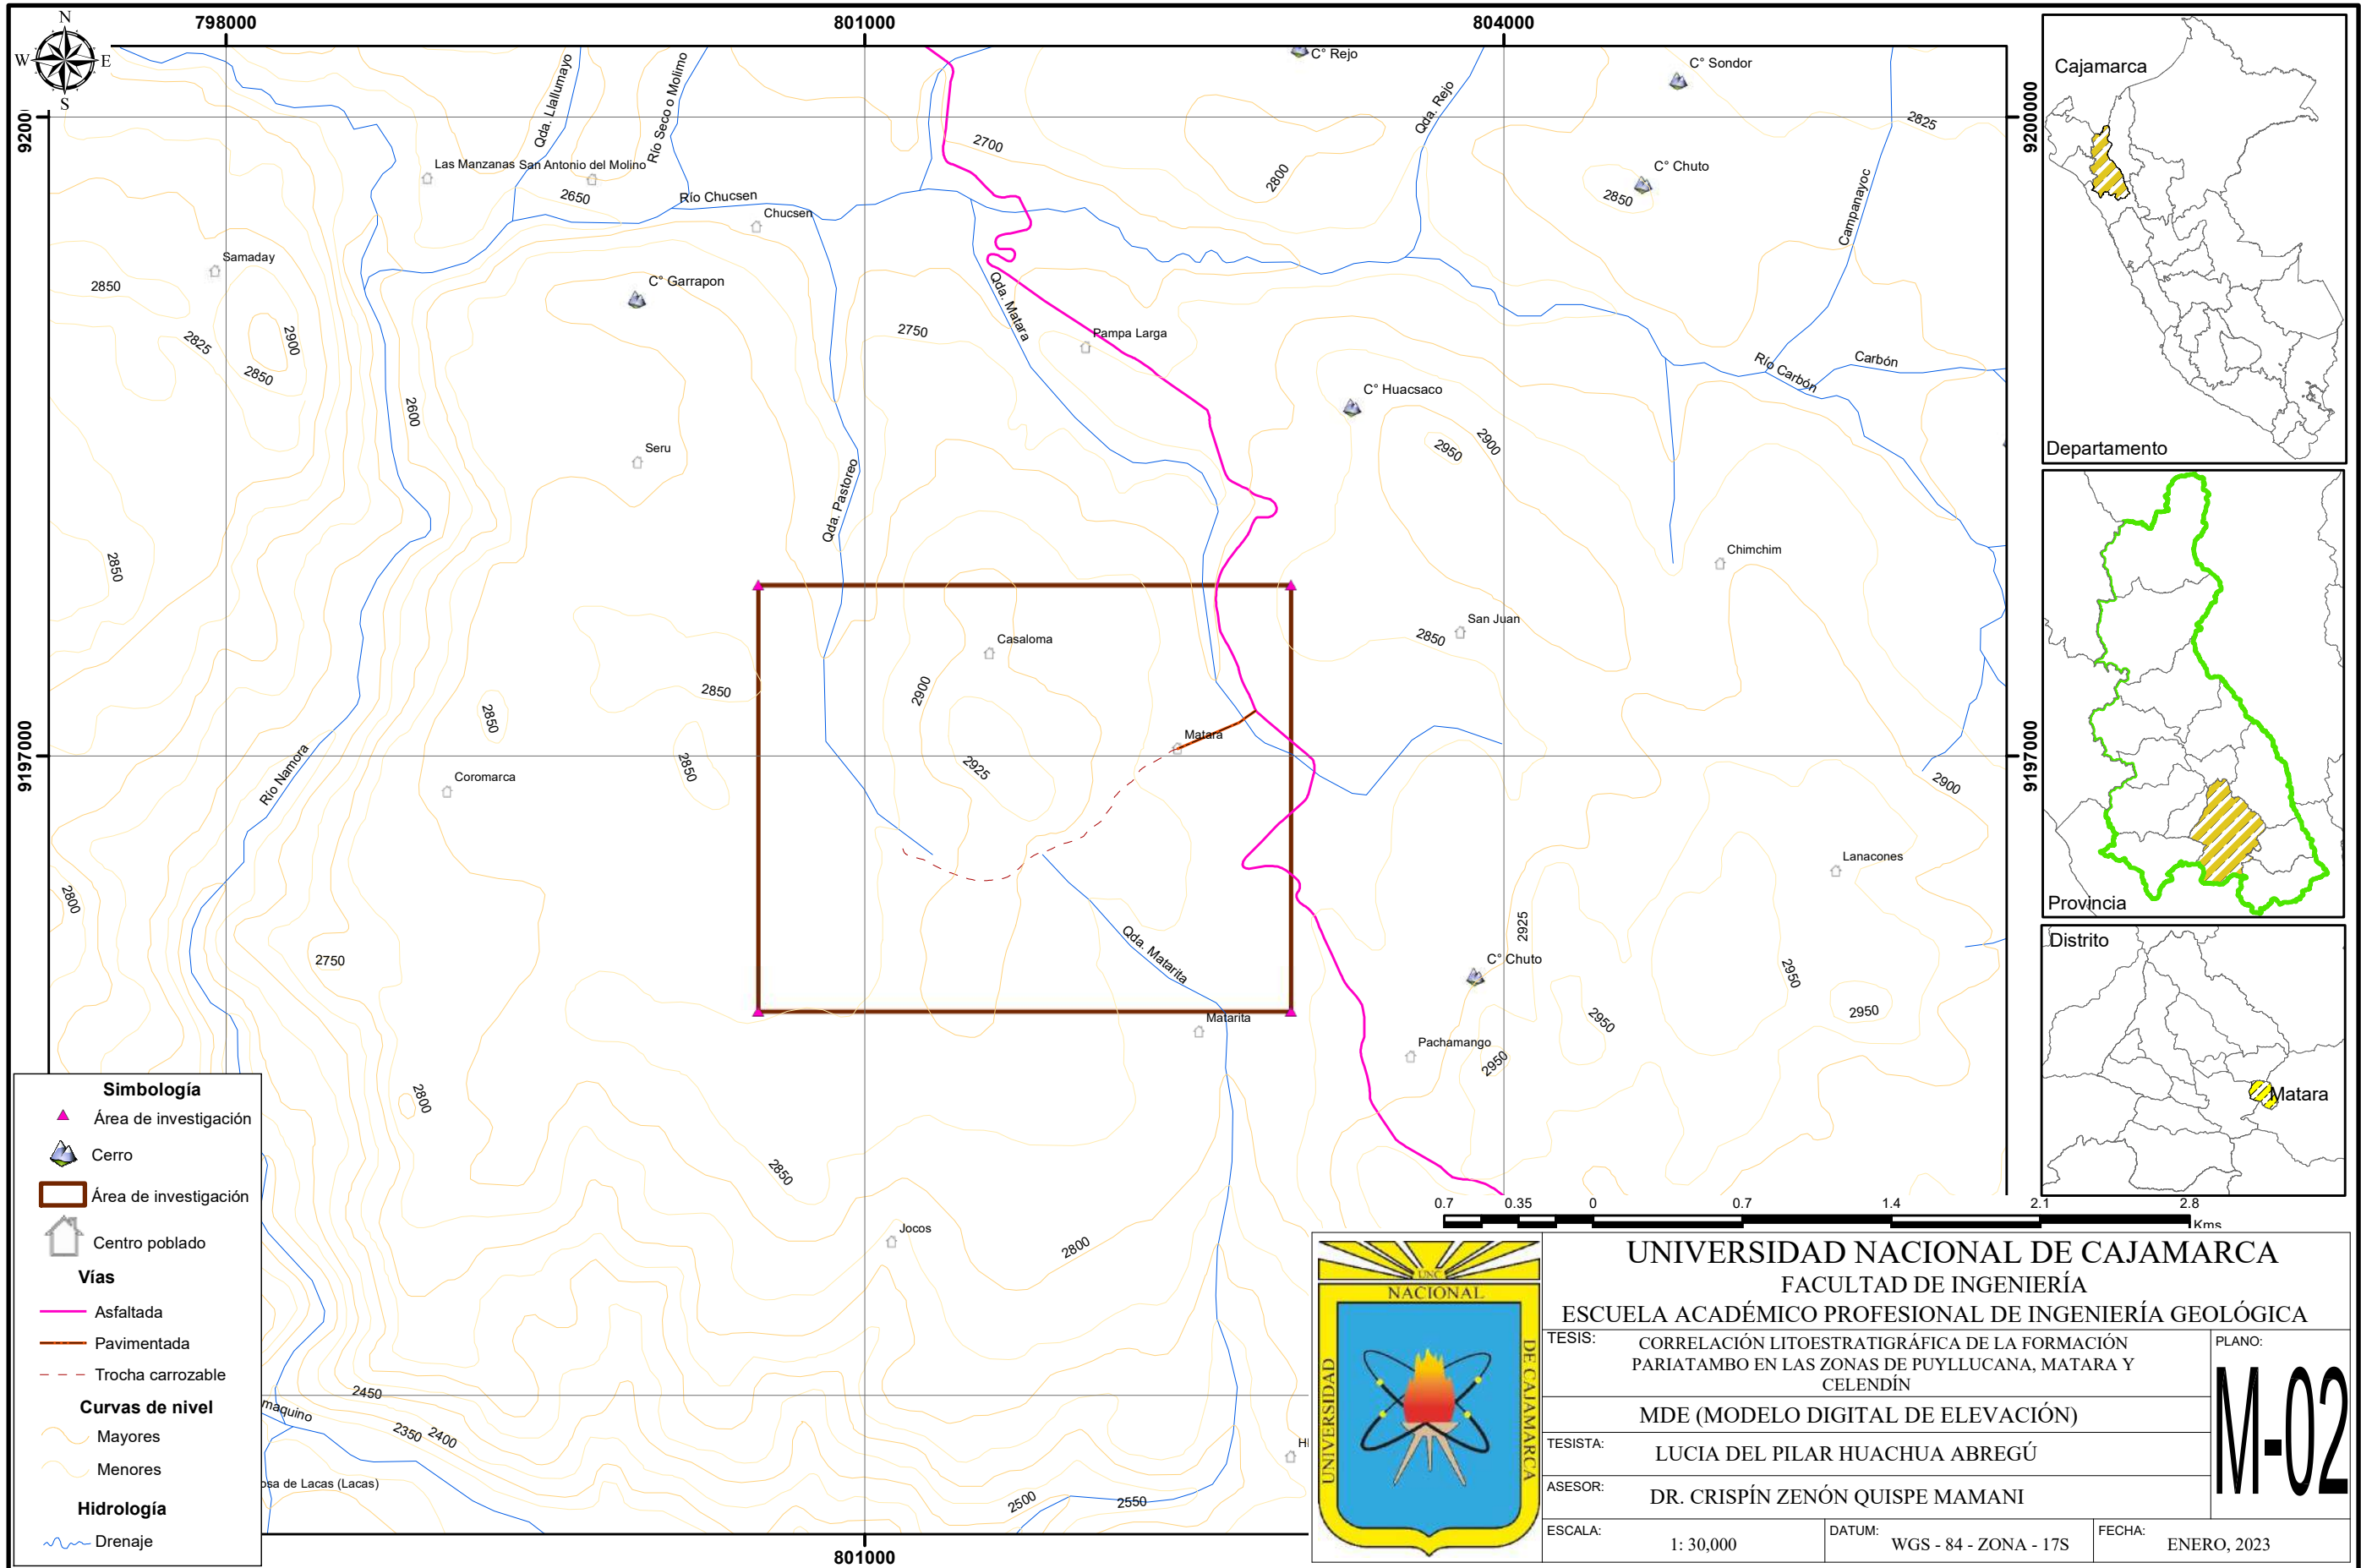 798000
801000
804000
N
W
E
S
9200
9200000
9197000
9197000
801000
C° Rejo
C° Sondor
Qda. Llallumayo
Río Seco o Molimo
Qda. Rejo
2825
2700
2800
Las Manzanas
San Antonio del Molino
C° Chuto
2850
2650
Río Chucsen
Chucsen
Campanayoc
Samaday
2850
C° Garrapon
Qda. Matara
2825
2900
2850
2750
Pampa Larga
Río Carbón
Carbón
C° Huacsaco
2600
2950
2900
Seru
Qda. Pastoreo
2850
Chimchim
Casaloma
San Juan
2850
2900
2850
2850
Matara
2850
2925
Río Namora
Coromarca
2900
Lanacones
2800
2925
Qda. Matarita
2750
C° Chuto
2950
2950
2950
Matarita
Pachamango
2950
2800
2850
Jocos
2800
2450
maquino
2350
2400
osa de Lacas (Lacas)
2500
2550
HI
Simbología
Área de investigación
Cerro
Área de investigación
Centro poblado
Vías
Asfaltada
Pavimentada
Trocha carrozable
Curvas de nivel
Mayores
Menores
Hidrología
Drenaje
Cajamarca
Departamento
Provincia
Distrito
Matara
0.7 0.35 0 0.7 1.4 2.1 2.8
Kms
UNC
NACIONAL
UNIVERSIDAD
DE CAJAMARCA
UNIVERSIDAD NACIONAL DE CAJAMARCA
FACULTAD DE INGENIERÍA
ESCUELA ACADÉMICO PROFESIONAL DE INGENIERÍA GEOLÓGICA
TESIS:
CORRELACIÓN LITOESTRATIGRÁFICA DE LA FORMACIÓN
PARIATAMBO EN LAS ZONAS DE PUYLLUCANA, MATARA Y
CELENDÍN
PLANO:
M-02
MDE (MODELO DIGITAL DE ELEVACIÓN)
TESISTA:
LUCIA DEL PILAR HUACHUA ABREGÚ
ASESOR:
DR. CRISPÍN ZENÓN QUISPE MAMANI
ESCALA:
1: 30,000
DATUM:
WGS - 84 - ZONA - 17S
FECHA:
ENERO, 2023